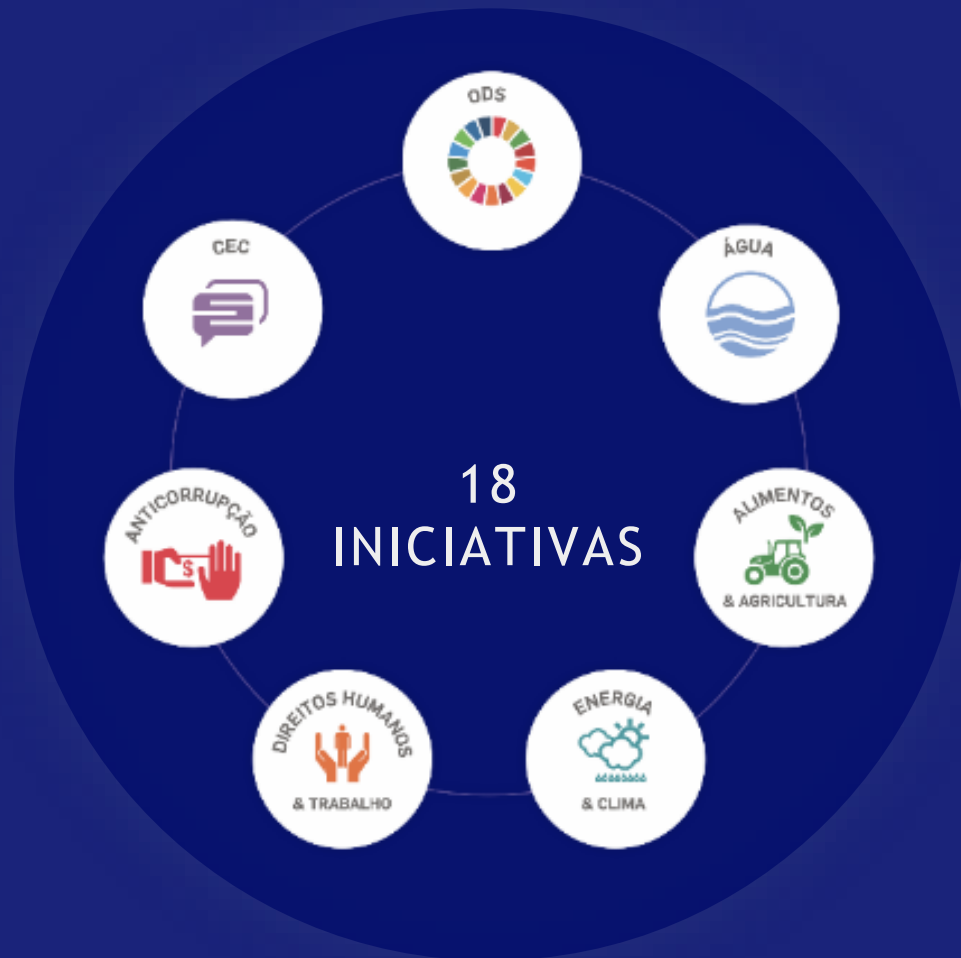 ODS
ÁGUA
ALIMENTOS
& AGRICULTURA
ENERGIA
& CLIMA
DIREITOS HUMANOS
& TRABALHO
ANTICORRUPÇÃO
$
CEC
18
INICIATIVAS